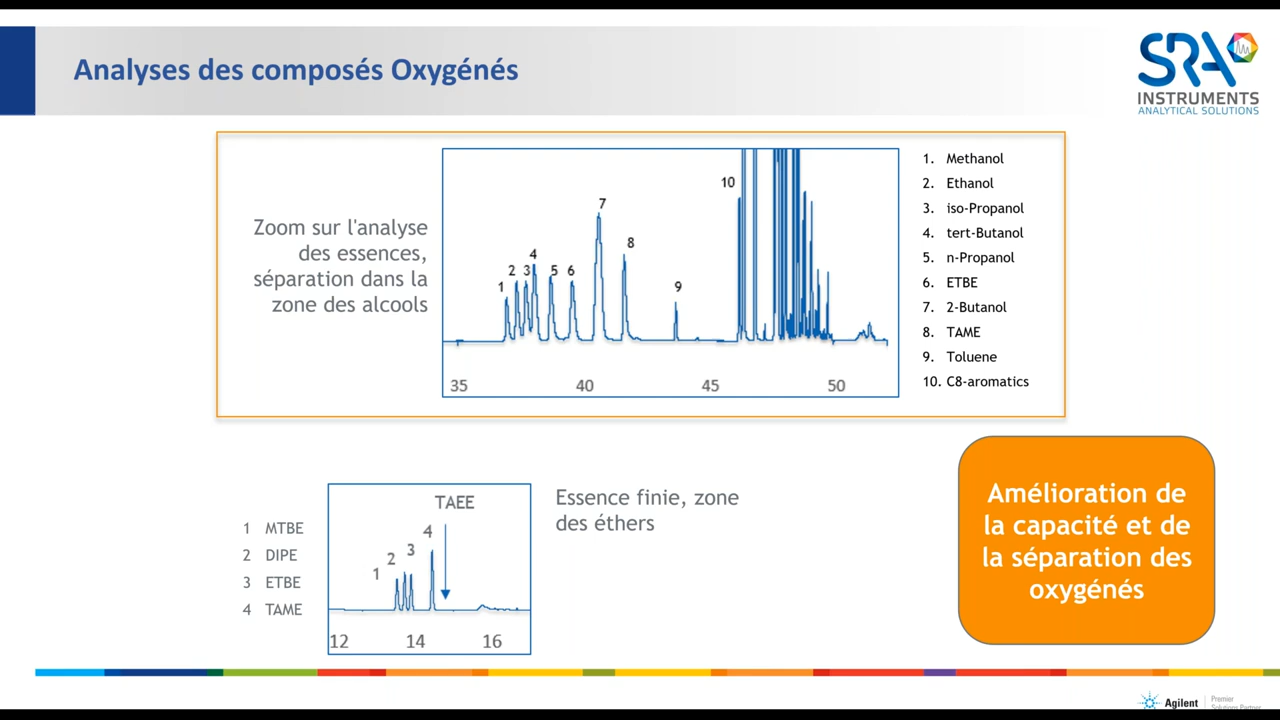 Analyses des composés Oxygénés
SRA
INSTRUMENTS
ANALYTICAL SOLUTIONS
Zoom sur l'analyse
des essences,
séparation dans la
zone des alcools
1 2 3 4 5 6 7 8 9 10
35 40 45 50
1. Methanol
2. Ethanol
3. iso-Propanol
4. tert-Butanol
5. n-Propanol
6. ETBE
7. 2-Butanol
8. TAME
9. Toluene
10. C8-aromatics
1 MTBE
2 DIPE
3 ETBE
4 TAME
TAEE
1 2 3 4
12 14 16
Essence finie, zone
des éthers
Amélioration de
la capacité et de
la séparation des
oxygénés
Agilent
Premier
Solutions Partner